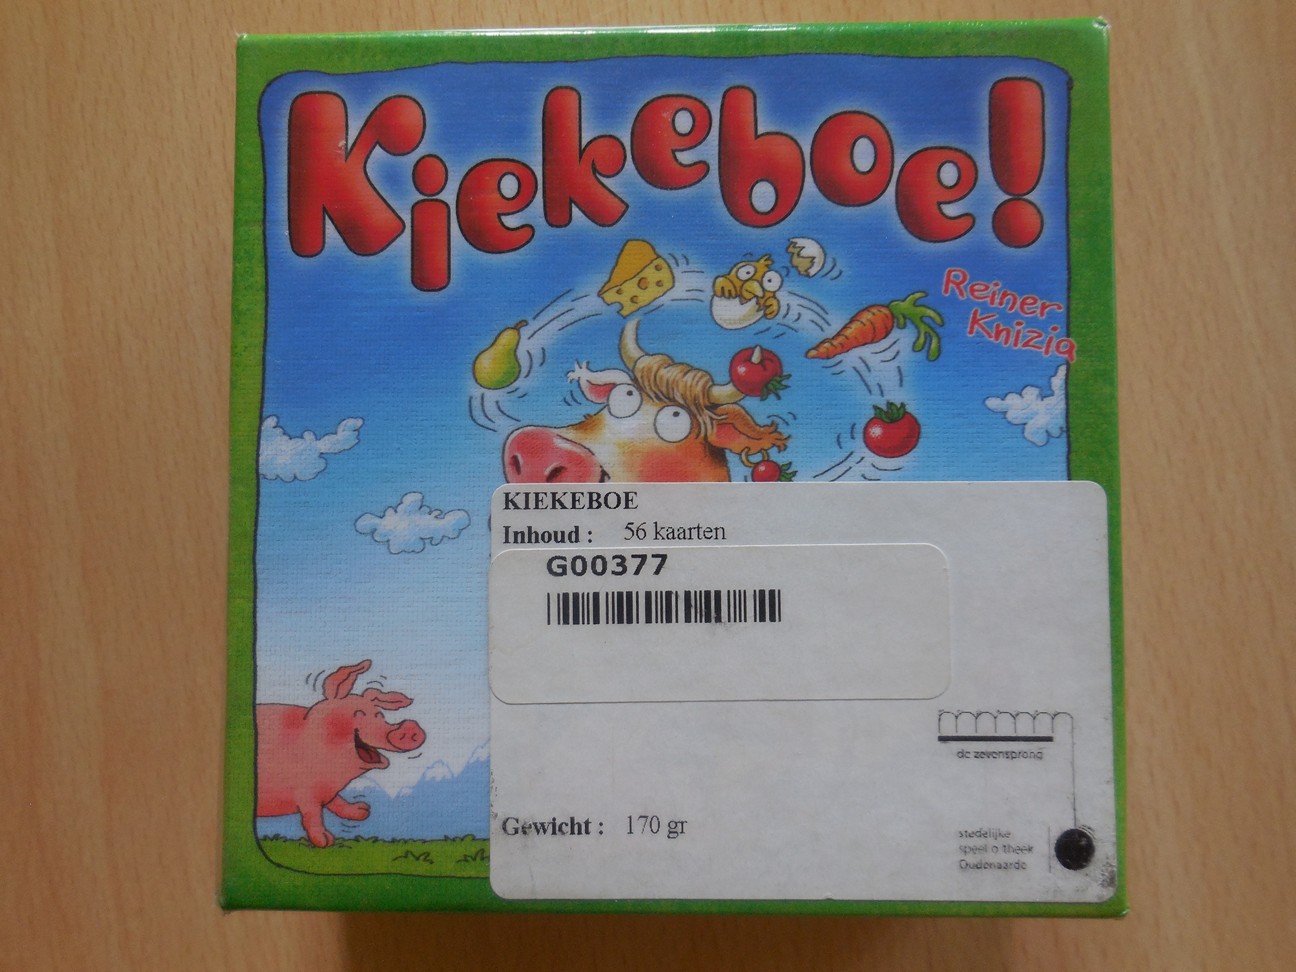 Kiekeboe!
Reiner
Knizia
KIEKEBOE
Inhoud : 56 kaarten
G00377
de zevensprong
Gewicht : 170 gr
stedelijke
speel o theek
Oudenaarde